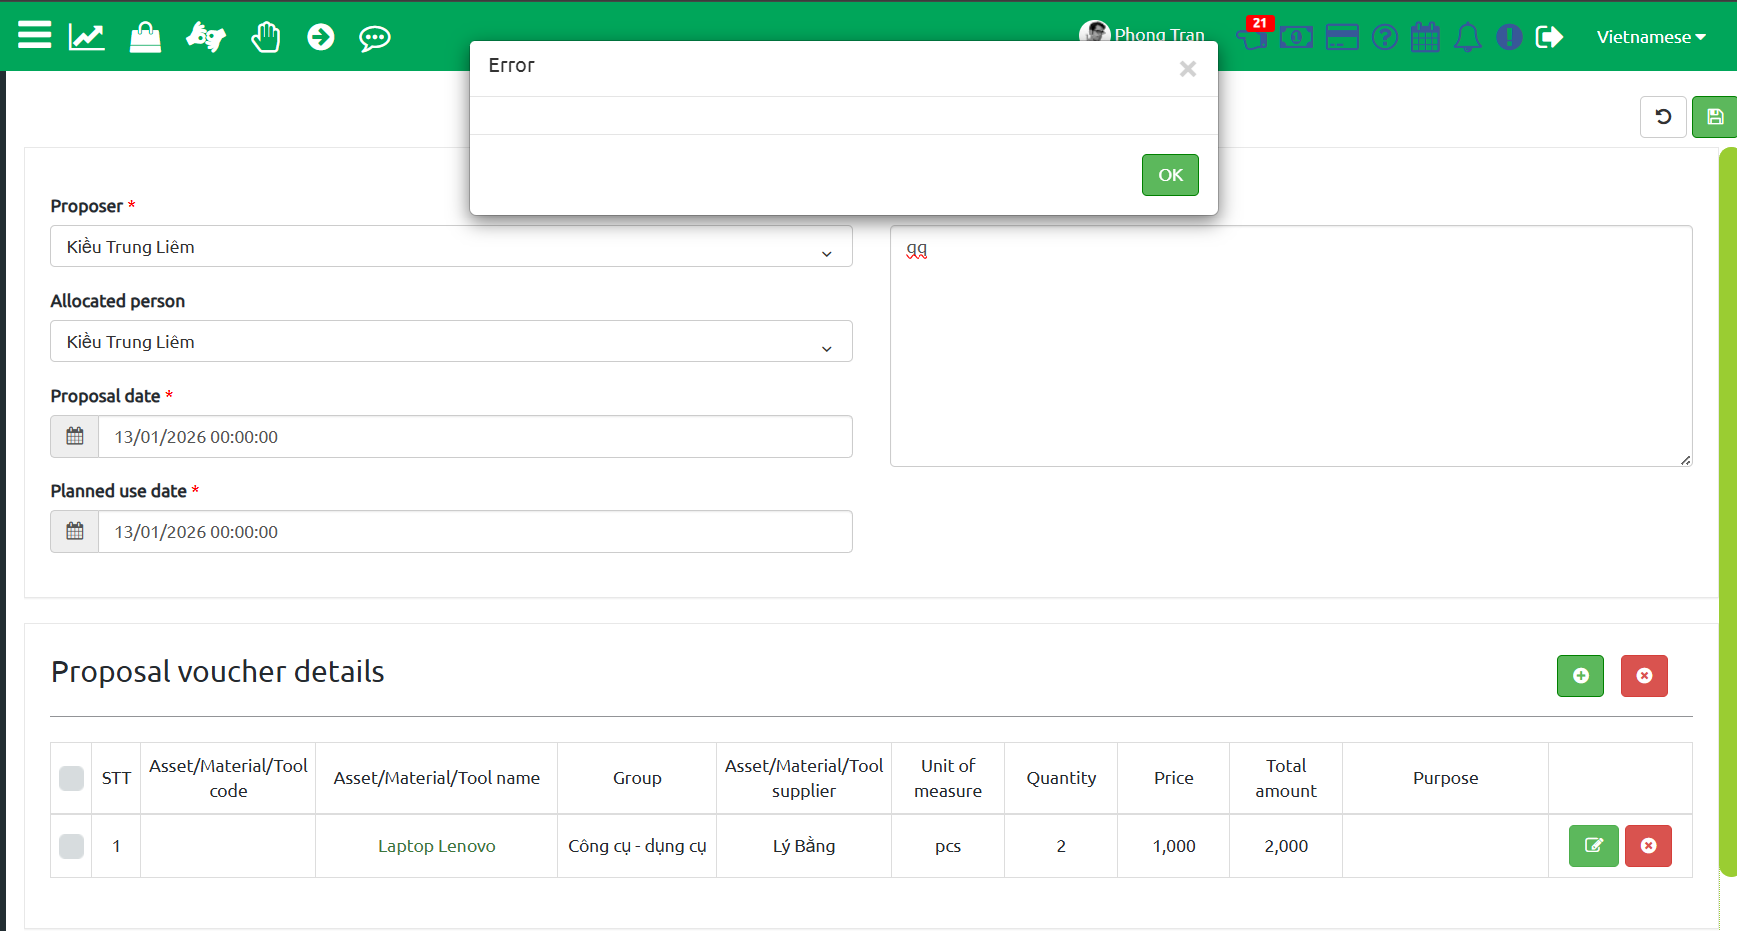 Phong Tran
21
Vietnamese
Error
OK
Proposer *
Kiều Trung Liêm
qq
Allocated person
Kiều Trung Liêm
Proposal date *
13/01/2026 00:00:00
Planned use date *
13/01/2026 00:00:00
Proposal voucher details
STT
Asset/Material/Tool
code
Asset/Material/Tool name
Group
Asset/Material/Tool
supplier
Unit of
measure
Quantity
Price
Total
amount
Purpose
1
Laptop Lenovo
Công cụ - dụng cụ
Lý Bằng
pcs
2
1,000
2,000